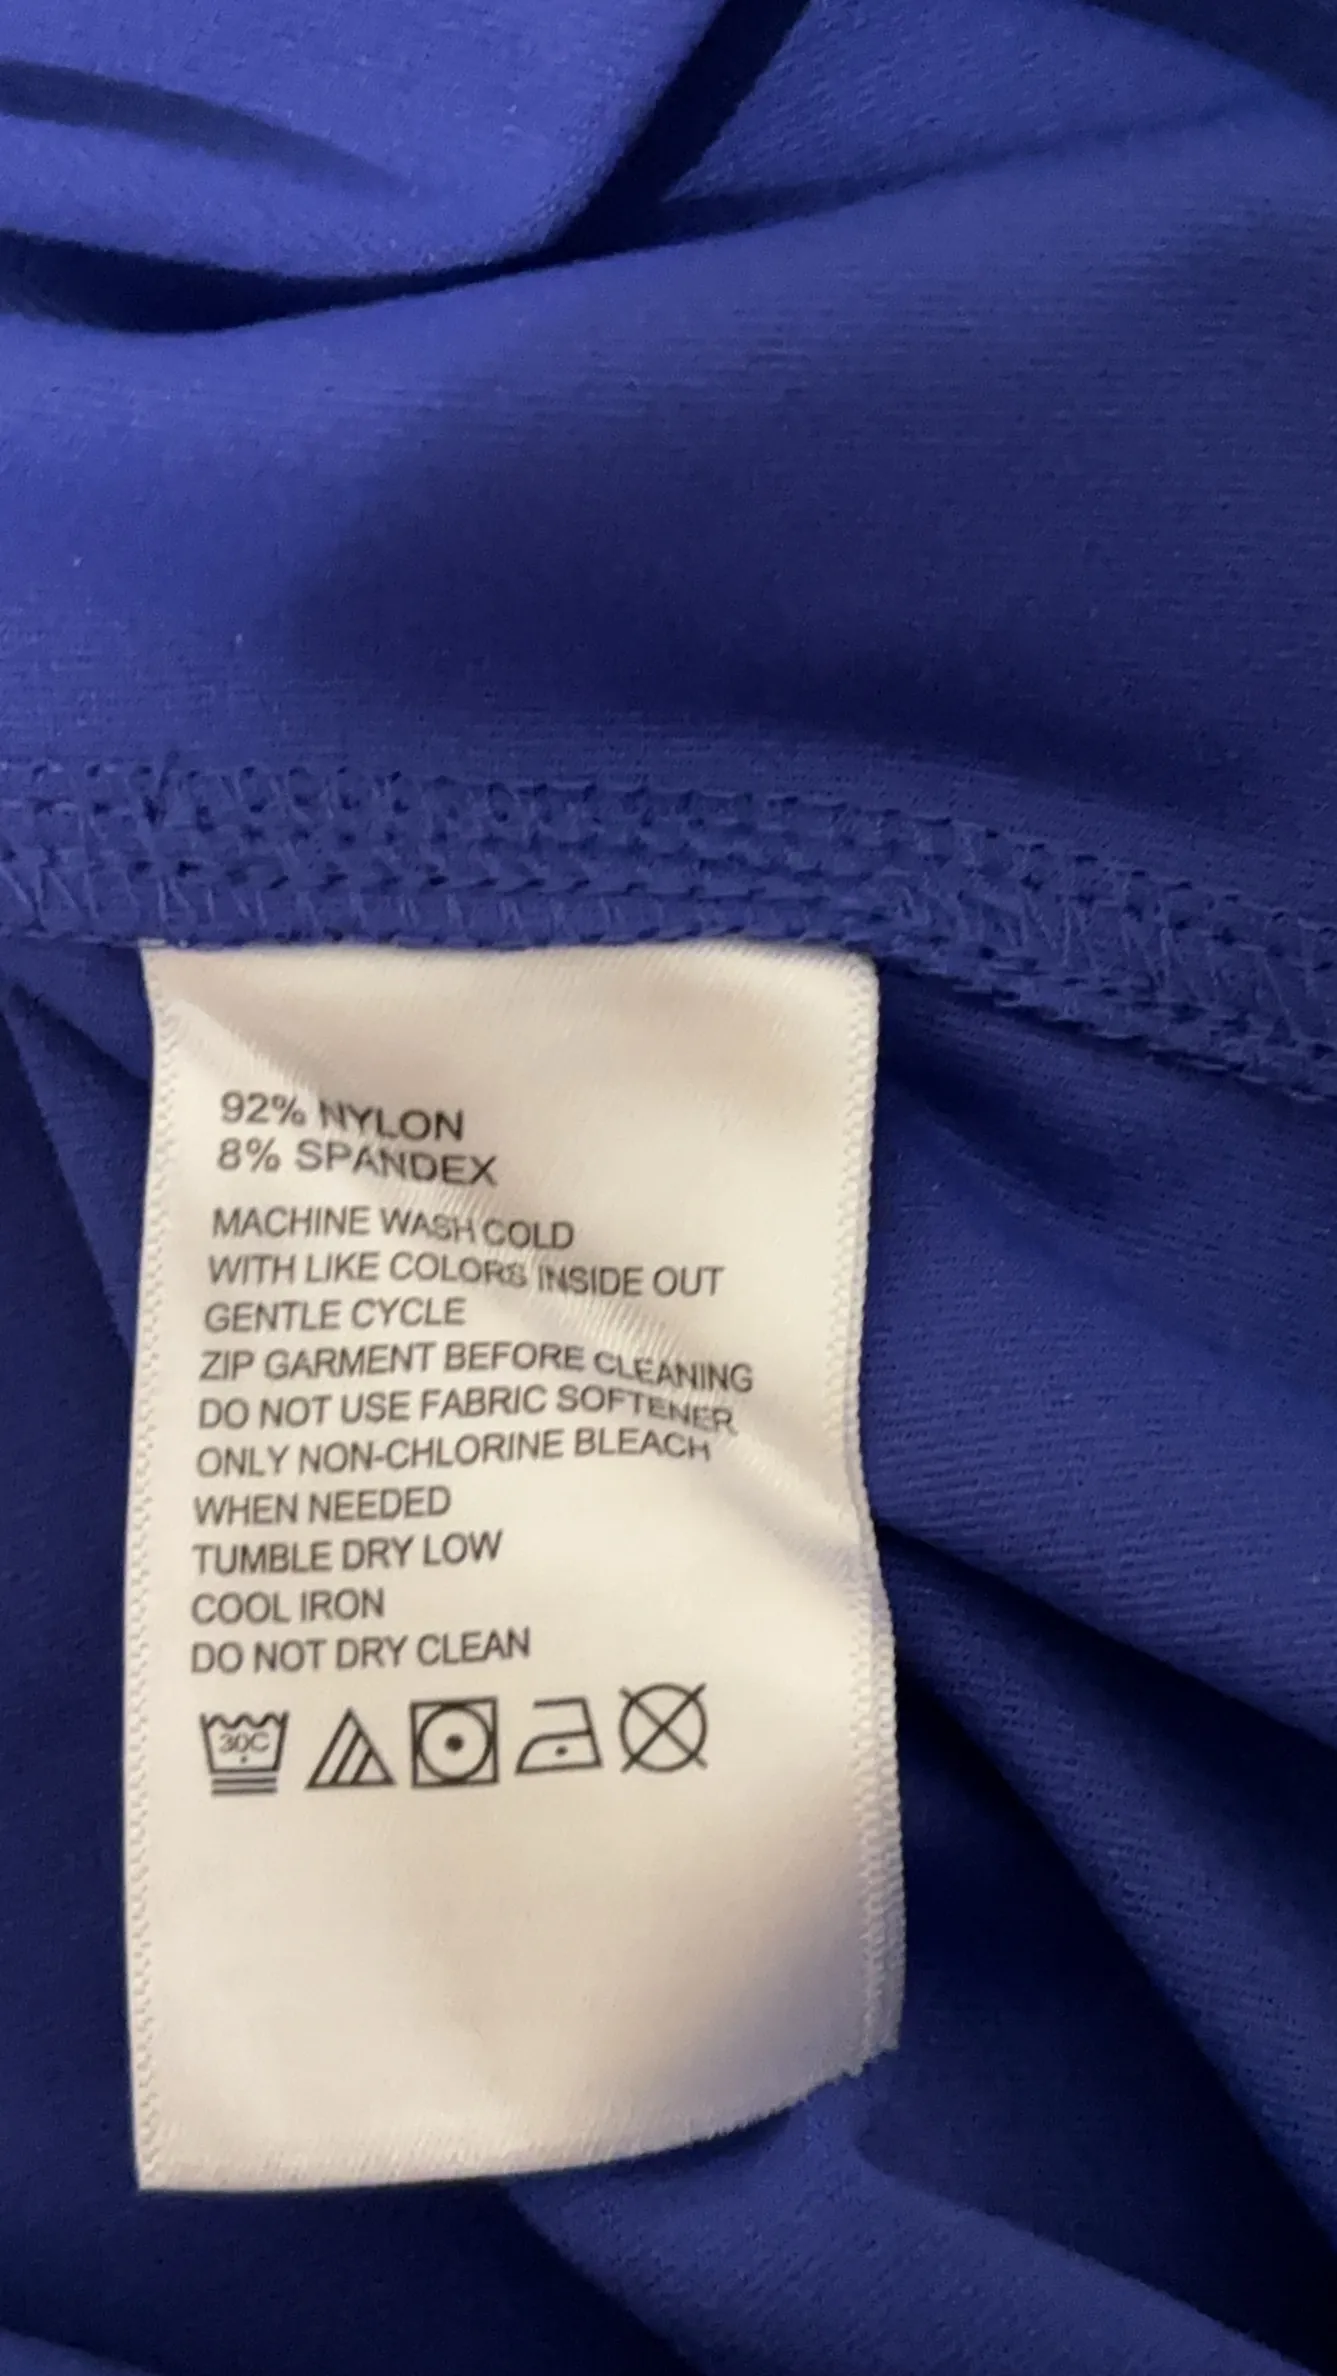 92% NYLON
8% SPANDEX
MACHINE WASH COLD
WITH LIKE COLORS INSIDE OUT
GENTLE CYCLE
ZIP GARMENT BEFORE CLEANING
DO NOT USE FABRIC SOFTENER
ONLY NON-CHLORINE BLEACH
WHEN NEEDED
TUMBLE DRY LOW
COOL IRON
DO NOT DRY CLEAN
30C